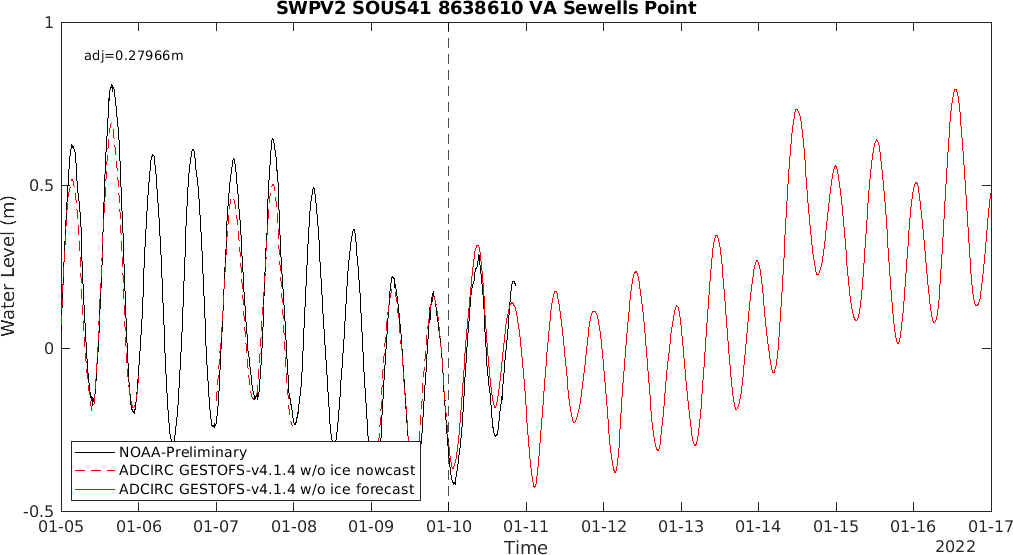 SWPV2 SOUS41 8638610 VA Sewells Point
adj=0.27966m
Water Level (m)
1
0.5
0
-0.5
NOAA-Preliminary
ADCIRC GESTOFS-v4.1.4 w/o ice nowcast
ADCIRC GESTOFS-v4.1.4 w/o ice forecast
01-05 01-06 01-07 01-08 01-09 01-10 01-11 01-12 01-13 01-14 01-15 01-16 01-17
Time
2022